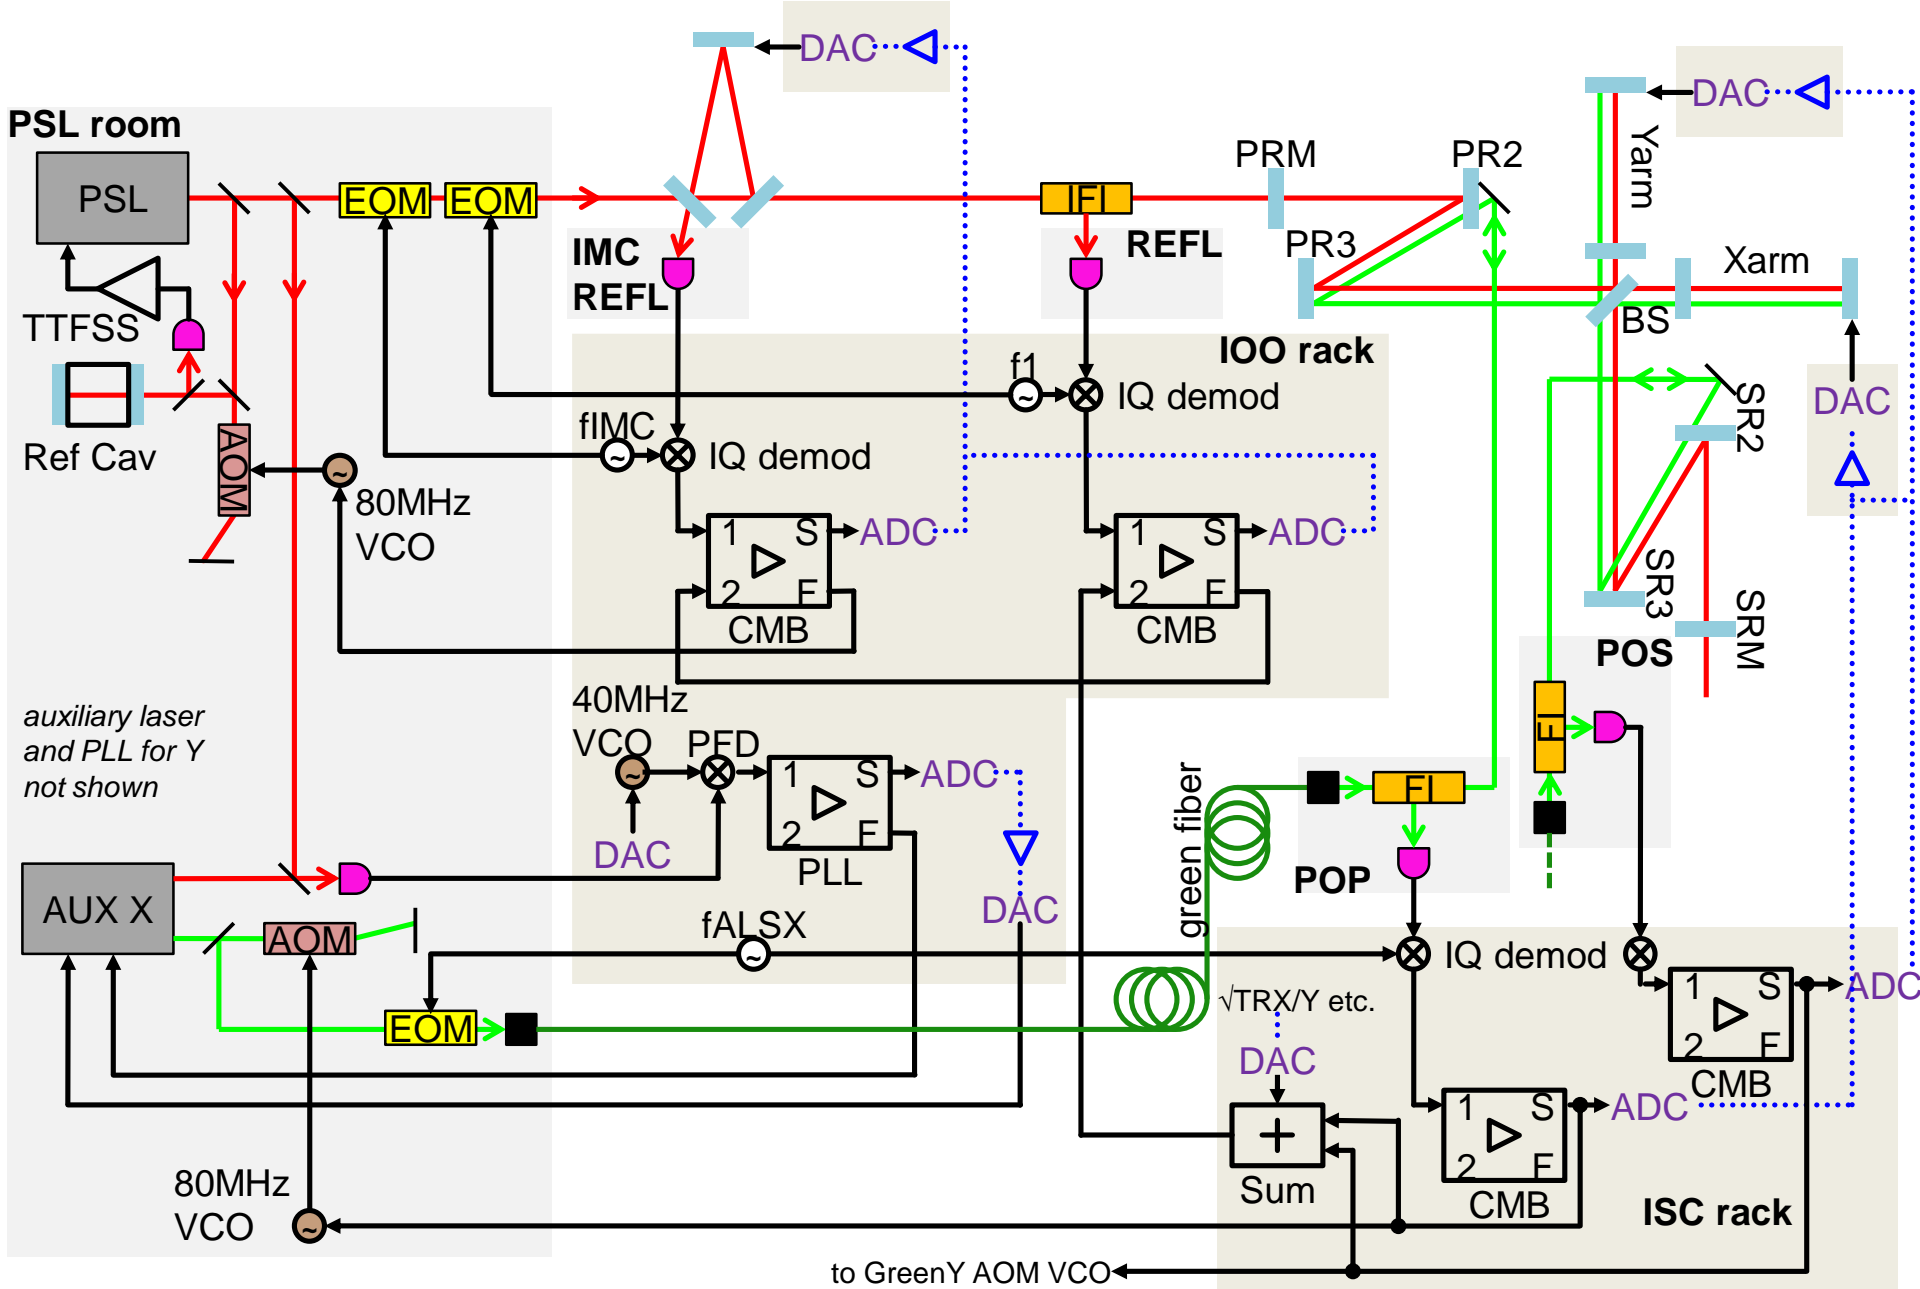 DAC
PSL room
PSL
EOM
EOM
TTFSS
Ref Cav
AOM
80MHz
VCO
IMC
REFL
IFI
REFL
PRM
PR2
PR3
Yarm
DAC
Xarm
BS
DAC
SR2
SR3
SRM
POS
IOO rack
f1
~
IQ demod
fIMC
~
IQ demod
~
1 S
2 F
CMB
ADC
1 S
2 F
CMB
ADC
auxiliary laser
and PLL for Y
not shown
40MHz
VCO
~
PFD
DAC
1 S
2 F
PLL
ADC
DAC
AUX X
AOM
fALSX
~
EOM
80MHz
VCO
~
green fiber
FI
POP
FI
IQ demod
√TRX/Y etc.
DAC
+
Sum
1 S
2 F
CMB
ADC
1 S
2 F
CMB
ADC
ISC rack
to GreenY AOM VCO